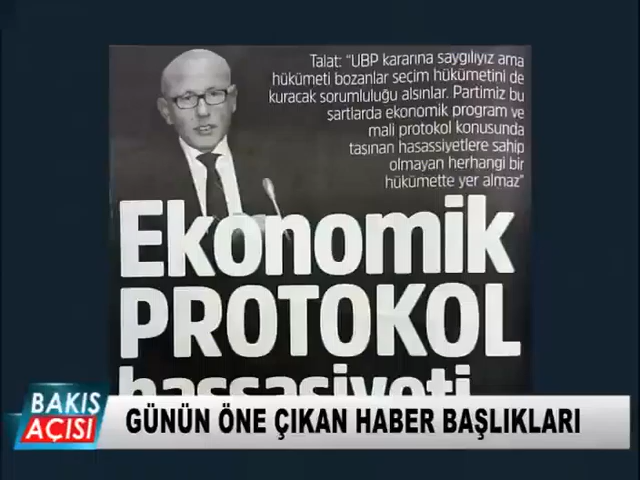 Talat: “UBP kararına saygılıyız ama
hükümeti bozanlar seçim hükümetini de
kuracak sorumluluğu alsınlar. Partimiz bu
şartlarda ekonomik program ve
mali protokol konusunda
taşınan hasassiyetlere sahip
olmayan herhangi bir
hükümette yer almaz”
Ekonomik
PROTOKOL
hassasiyeti
BAKIŞ
AÇISI
GÜNÜN ÖNE ÇIKAN HABER BAŞLIKLARI